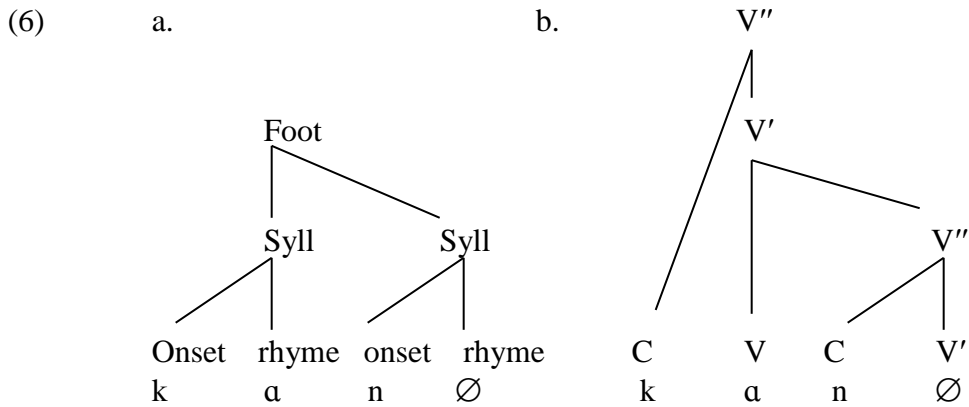 (6) a. b. V″
Foot V′
Syll Syll V″
Onset rhyme onset rhyme C V C V′
k ɑ n ∅ k ɑ n ∅